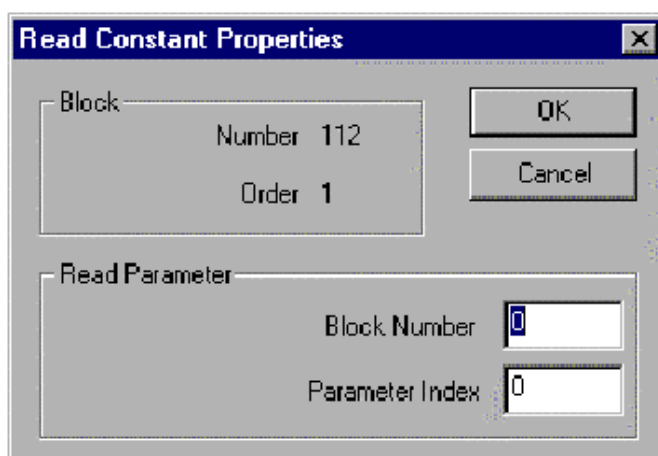 Read Constant Properties
Block
Number 112
Order 1
OK
Cancel
Read Parameter
Block Number 0
Parameter Index 0